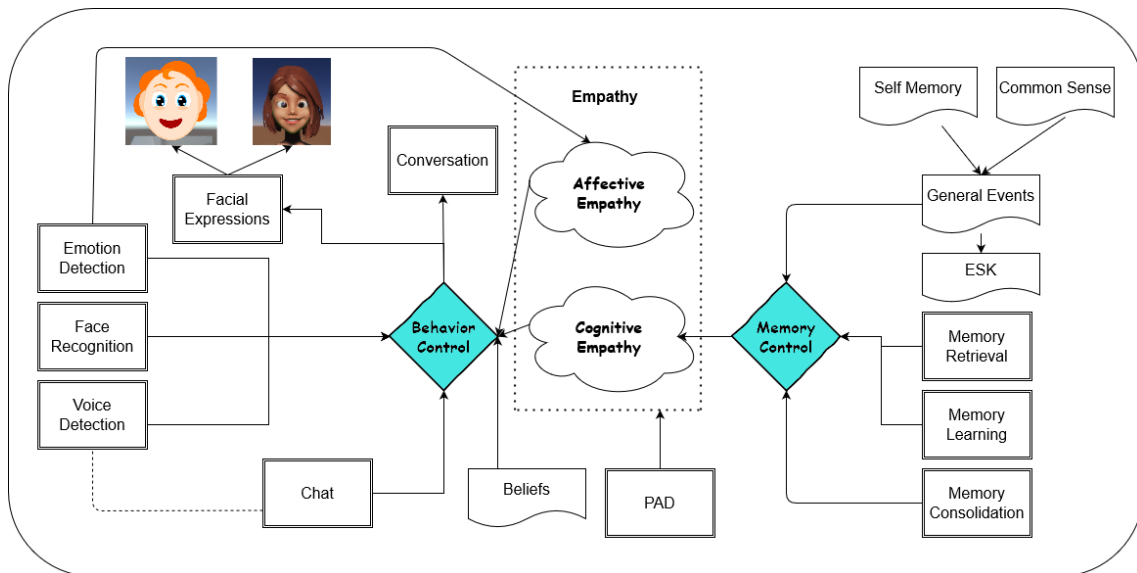 Empathy
Self Memory
Common Sense
Conversation
Affective
Empathy
Facial
Expressions
General Events
Emotion
Detection
ESK
Face
Recognition
Behavior
Control
Cognitive
Empathy
Memory
Control
Memory
Retrieval
Voice
Detection
Memory
Learning
Chat
Beliefs
PAD
Memory
Consolidation